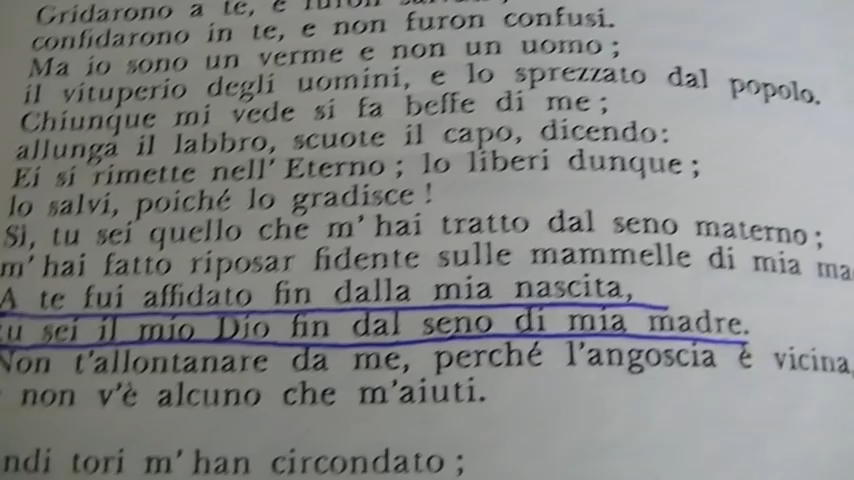 Gridarono a te, e furon
confidarono in te, e non furon confusi.
Ma io sono un verme e non un uomo ;
il vituperio degli uomini, e lo sprezzato dal popolo.
Chiunque mi vede si fa beffe di me ;
allunga il labbro, scuote il capo, dicendo:
Ei si rimette nell' Eterno ; lo liberi dunque ;
lo salvi, poiché lo gradisce !
Sì, tu sei quello che m' hai tratto dal seno materno ;
m' hai fatto riposar fidente sulle mammelle di mia ma
A te fui affidato fin dalla mia nascita,
tu sei il mio Dio fin dal seno di mia madre.
Non t'allontanare da me, perché l'angoscia è vicina,
non v'è alcuno che m'aiuti.
ndi tori m' han circondato ;